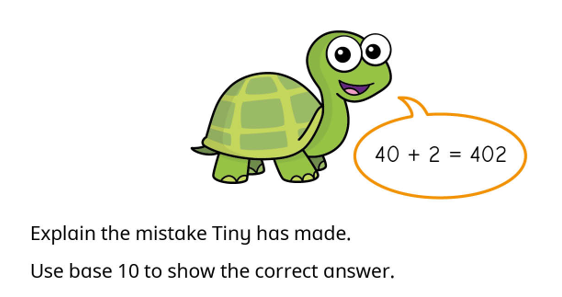 40 + 2 = 402
Explain the mistake Tiny has made.
Use base 10 to show the correct answer.